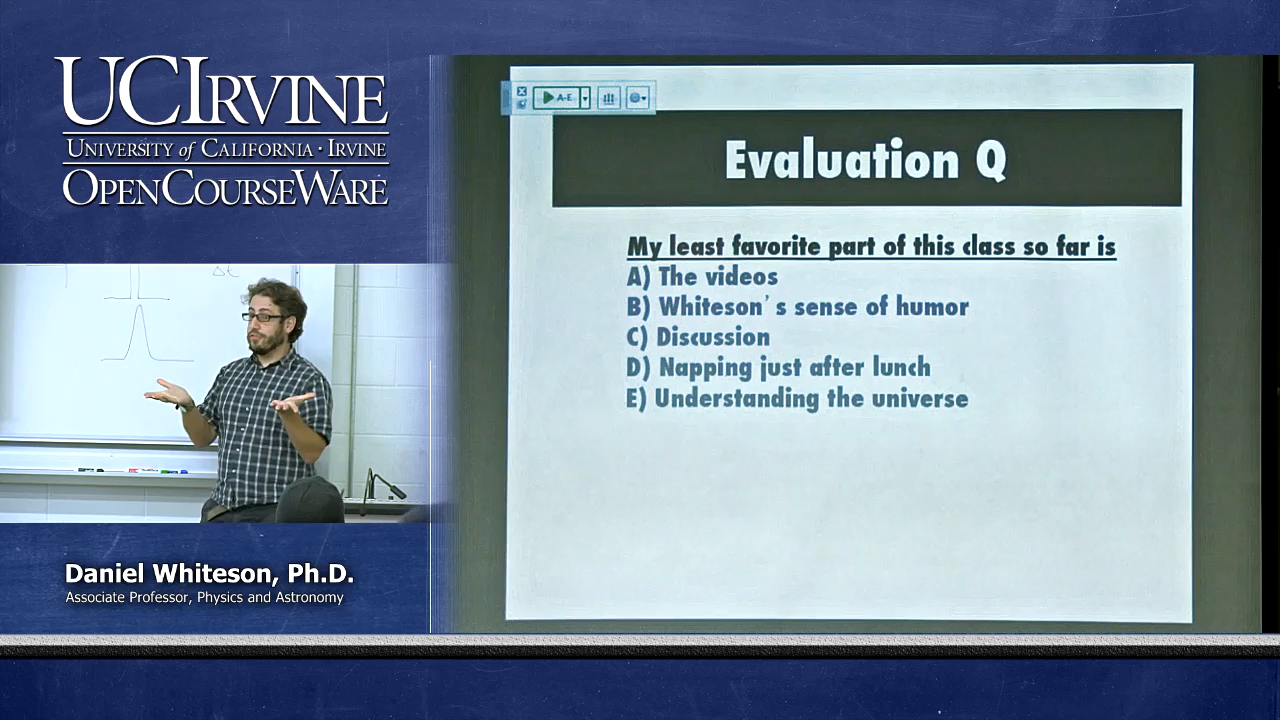 UCIRVINE
UNIVERSITY of CALIFORNIA · IRVINE
OPENCOURSEWARE
Δt
A-E
Evaluation Q
My least favorite part of this class so far is
A) The videos
B) Whiteson's sense of humor
C) Discussion
D) Napping just after lunch
E) Understanding the universe
Daniel Whiteson, Ph.D.
Associate Professor, Physics and Astronomy